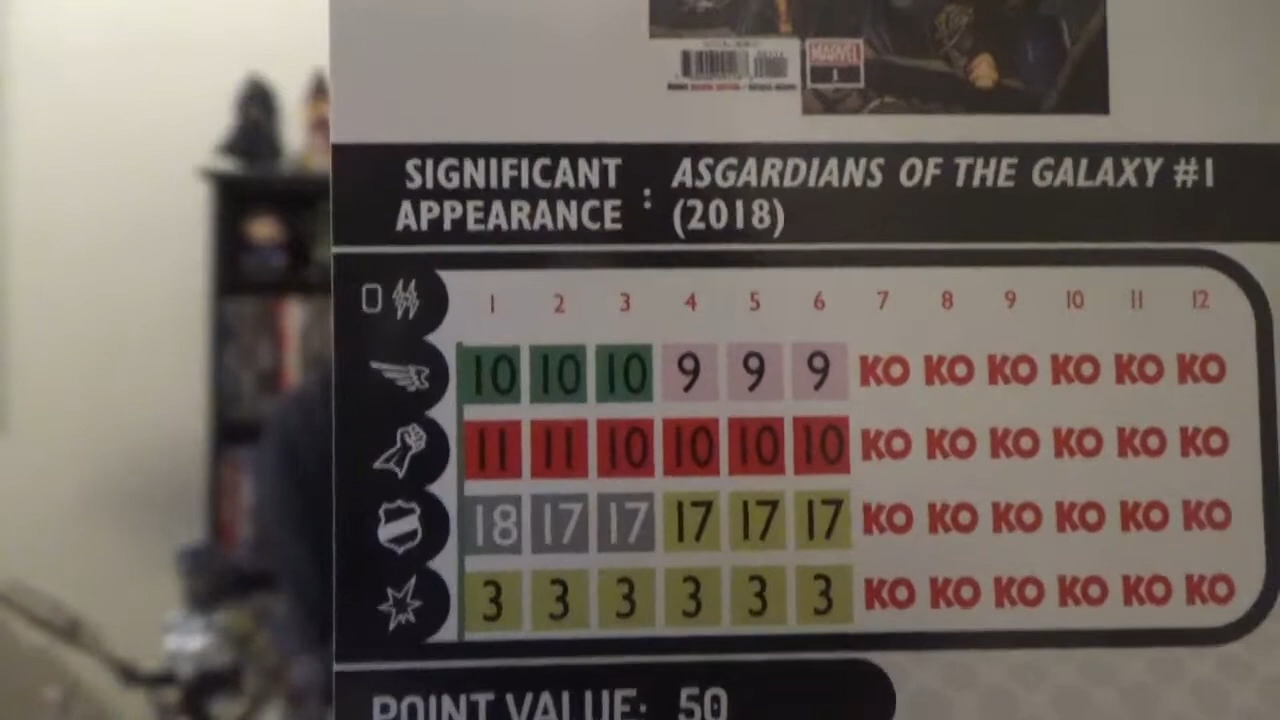 MARVEL
1
SIGNIFICANT APPEARANCE : ASGARDIANS OF THE GALAXY #1 (2018)
0 1 2 3 4 5 6 7 8 9 10 11 12
10 10 10 9 9 9 KO KO KO KO KO KO
11 11 10 10 10 10 KO KO KO KO KO KO
18 17 17 17 17 17 KO KO KO KO KO KO
3 3 3 3 3 3 KO KO KO KO KO KO
POINT VALUE: 50